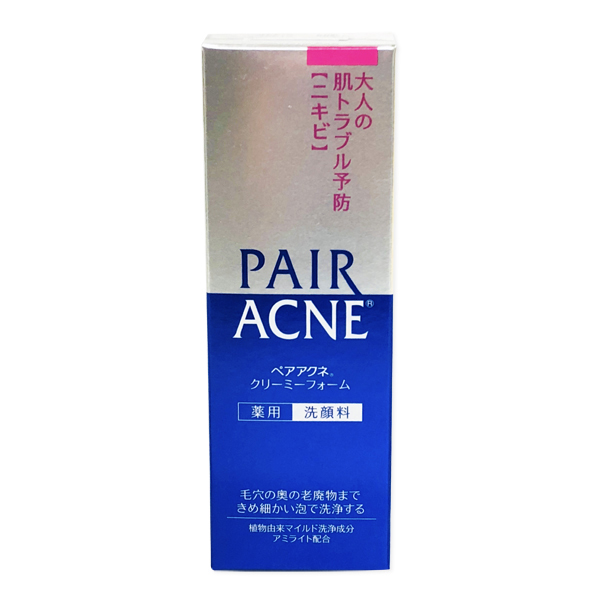 大人の
肌トラブル予防
【ニキビ】
PAIR
ACNE®
ペアアクネ®
クリーミーフォーム
薬用 洗顔料
毛穴の奥の老廃物まで
きめ細かい泡で洗浄する
植物由来マイルド洗浄成分
アミライト配合